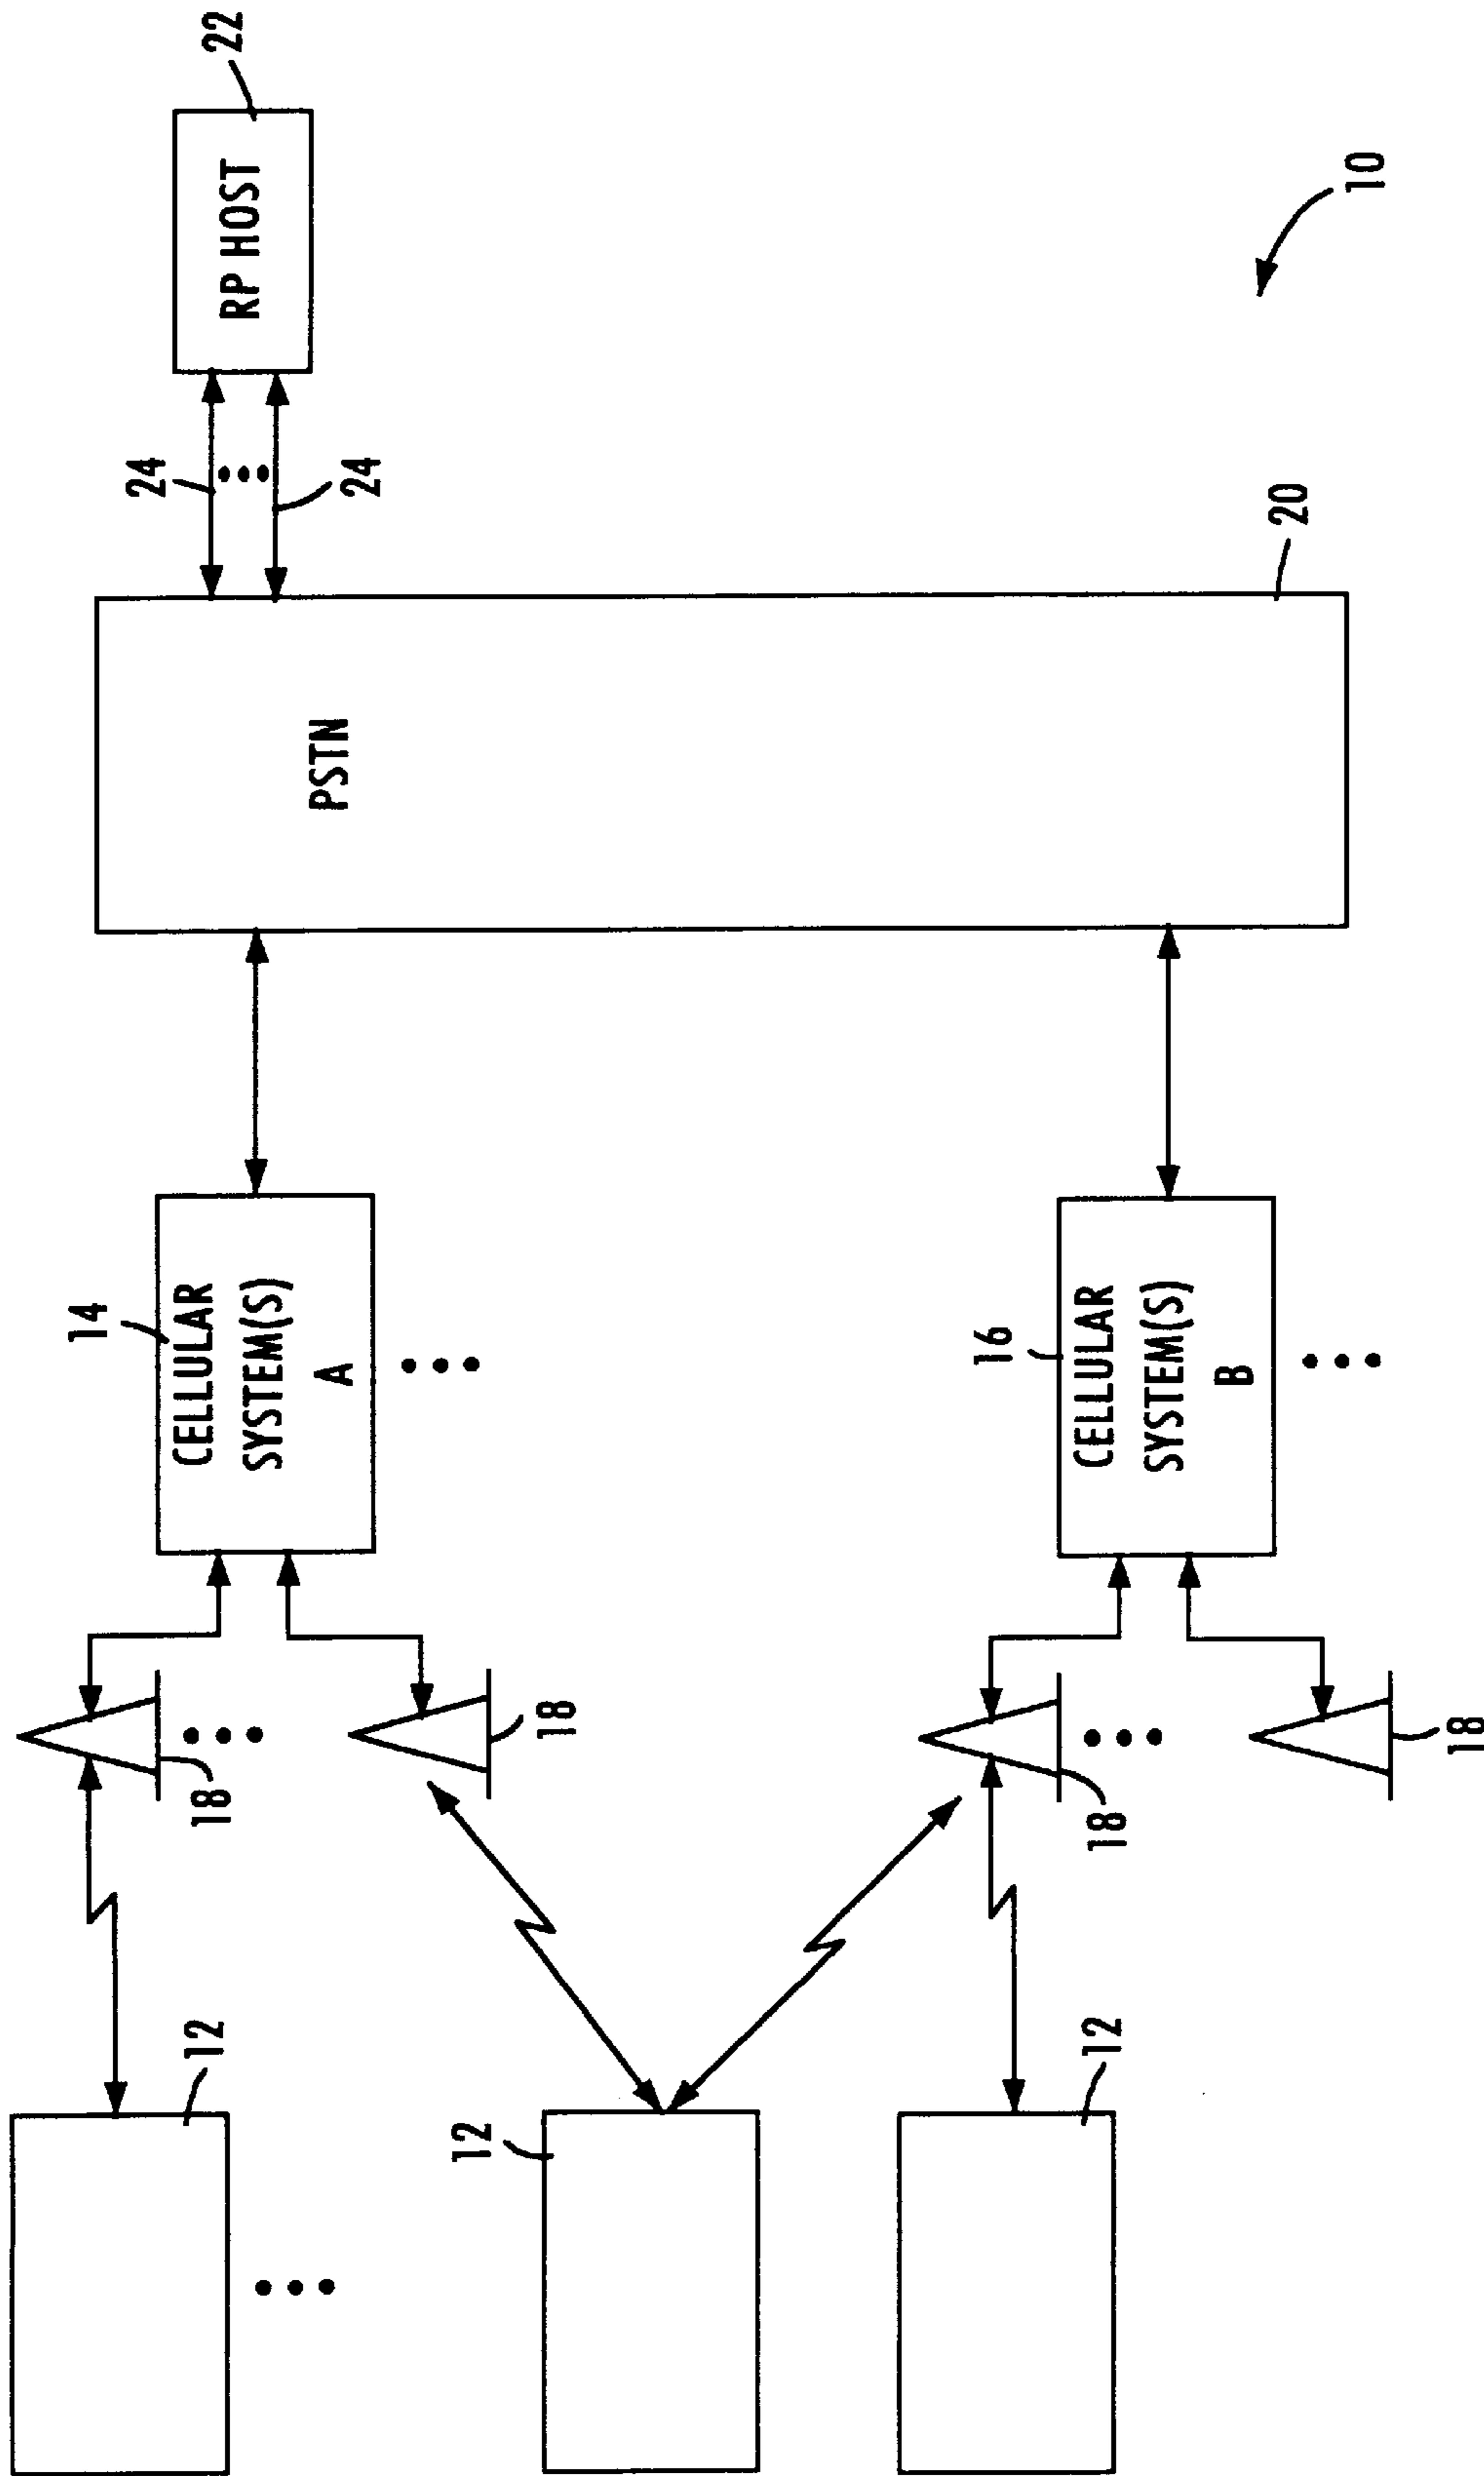 14
24
22
12
18
CELLULAR
SYSTEM(S)
A
PSTN
RP HOST
24
12
18
16
12
18
CELLULAR
SYSTEM(S)
B
20
10
18